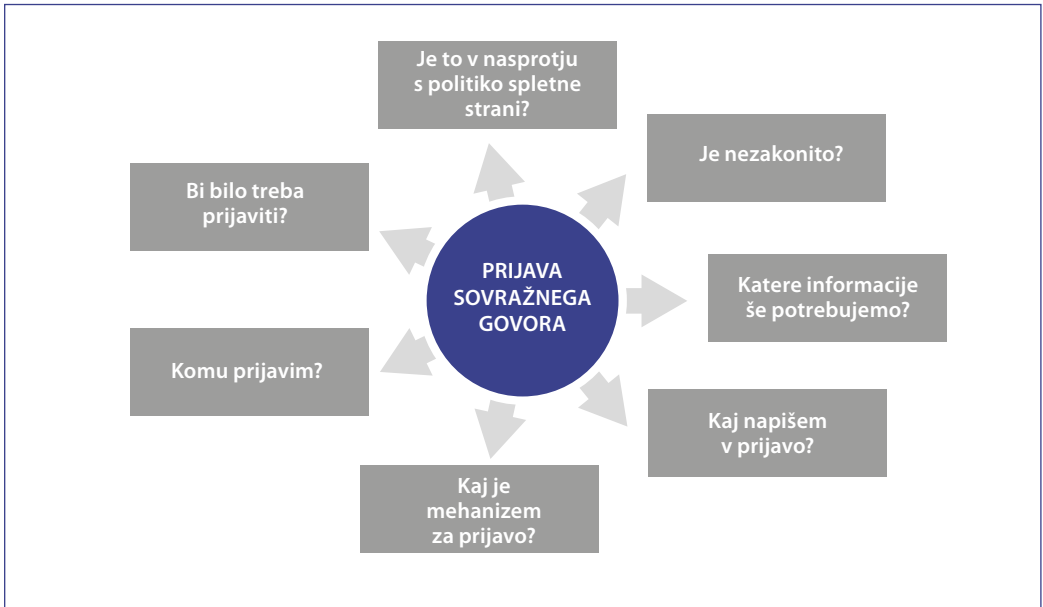 Je to v nasprotju
s politiko spletne
strani?
Je nezakonito?
Bi bilo treba
prijaviti?
PRIJAVA
SOVRAŽNEGA
GOVORA
Katere informacije
še potrebujemo?
Komu prijavim?
Kaj napišem
v prijavo?
Kaj je
mehanizem
za prijavo?